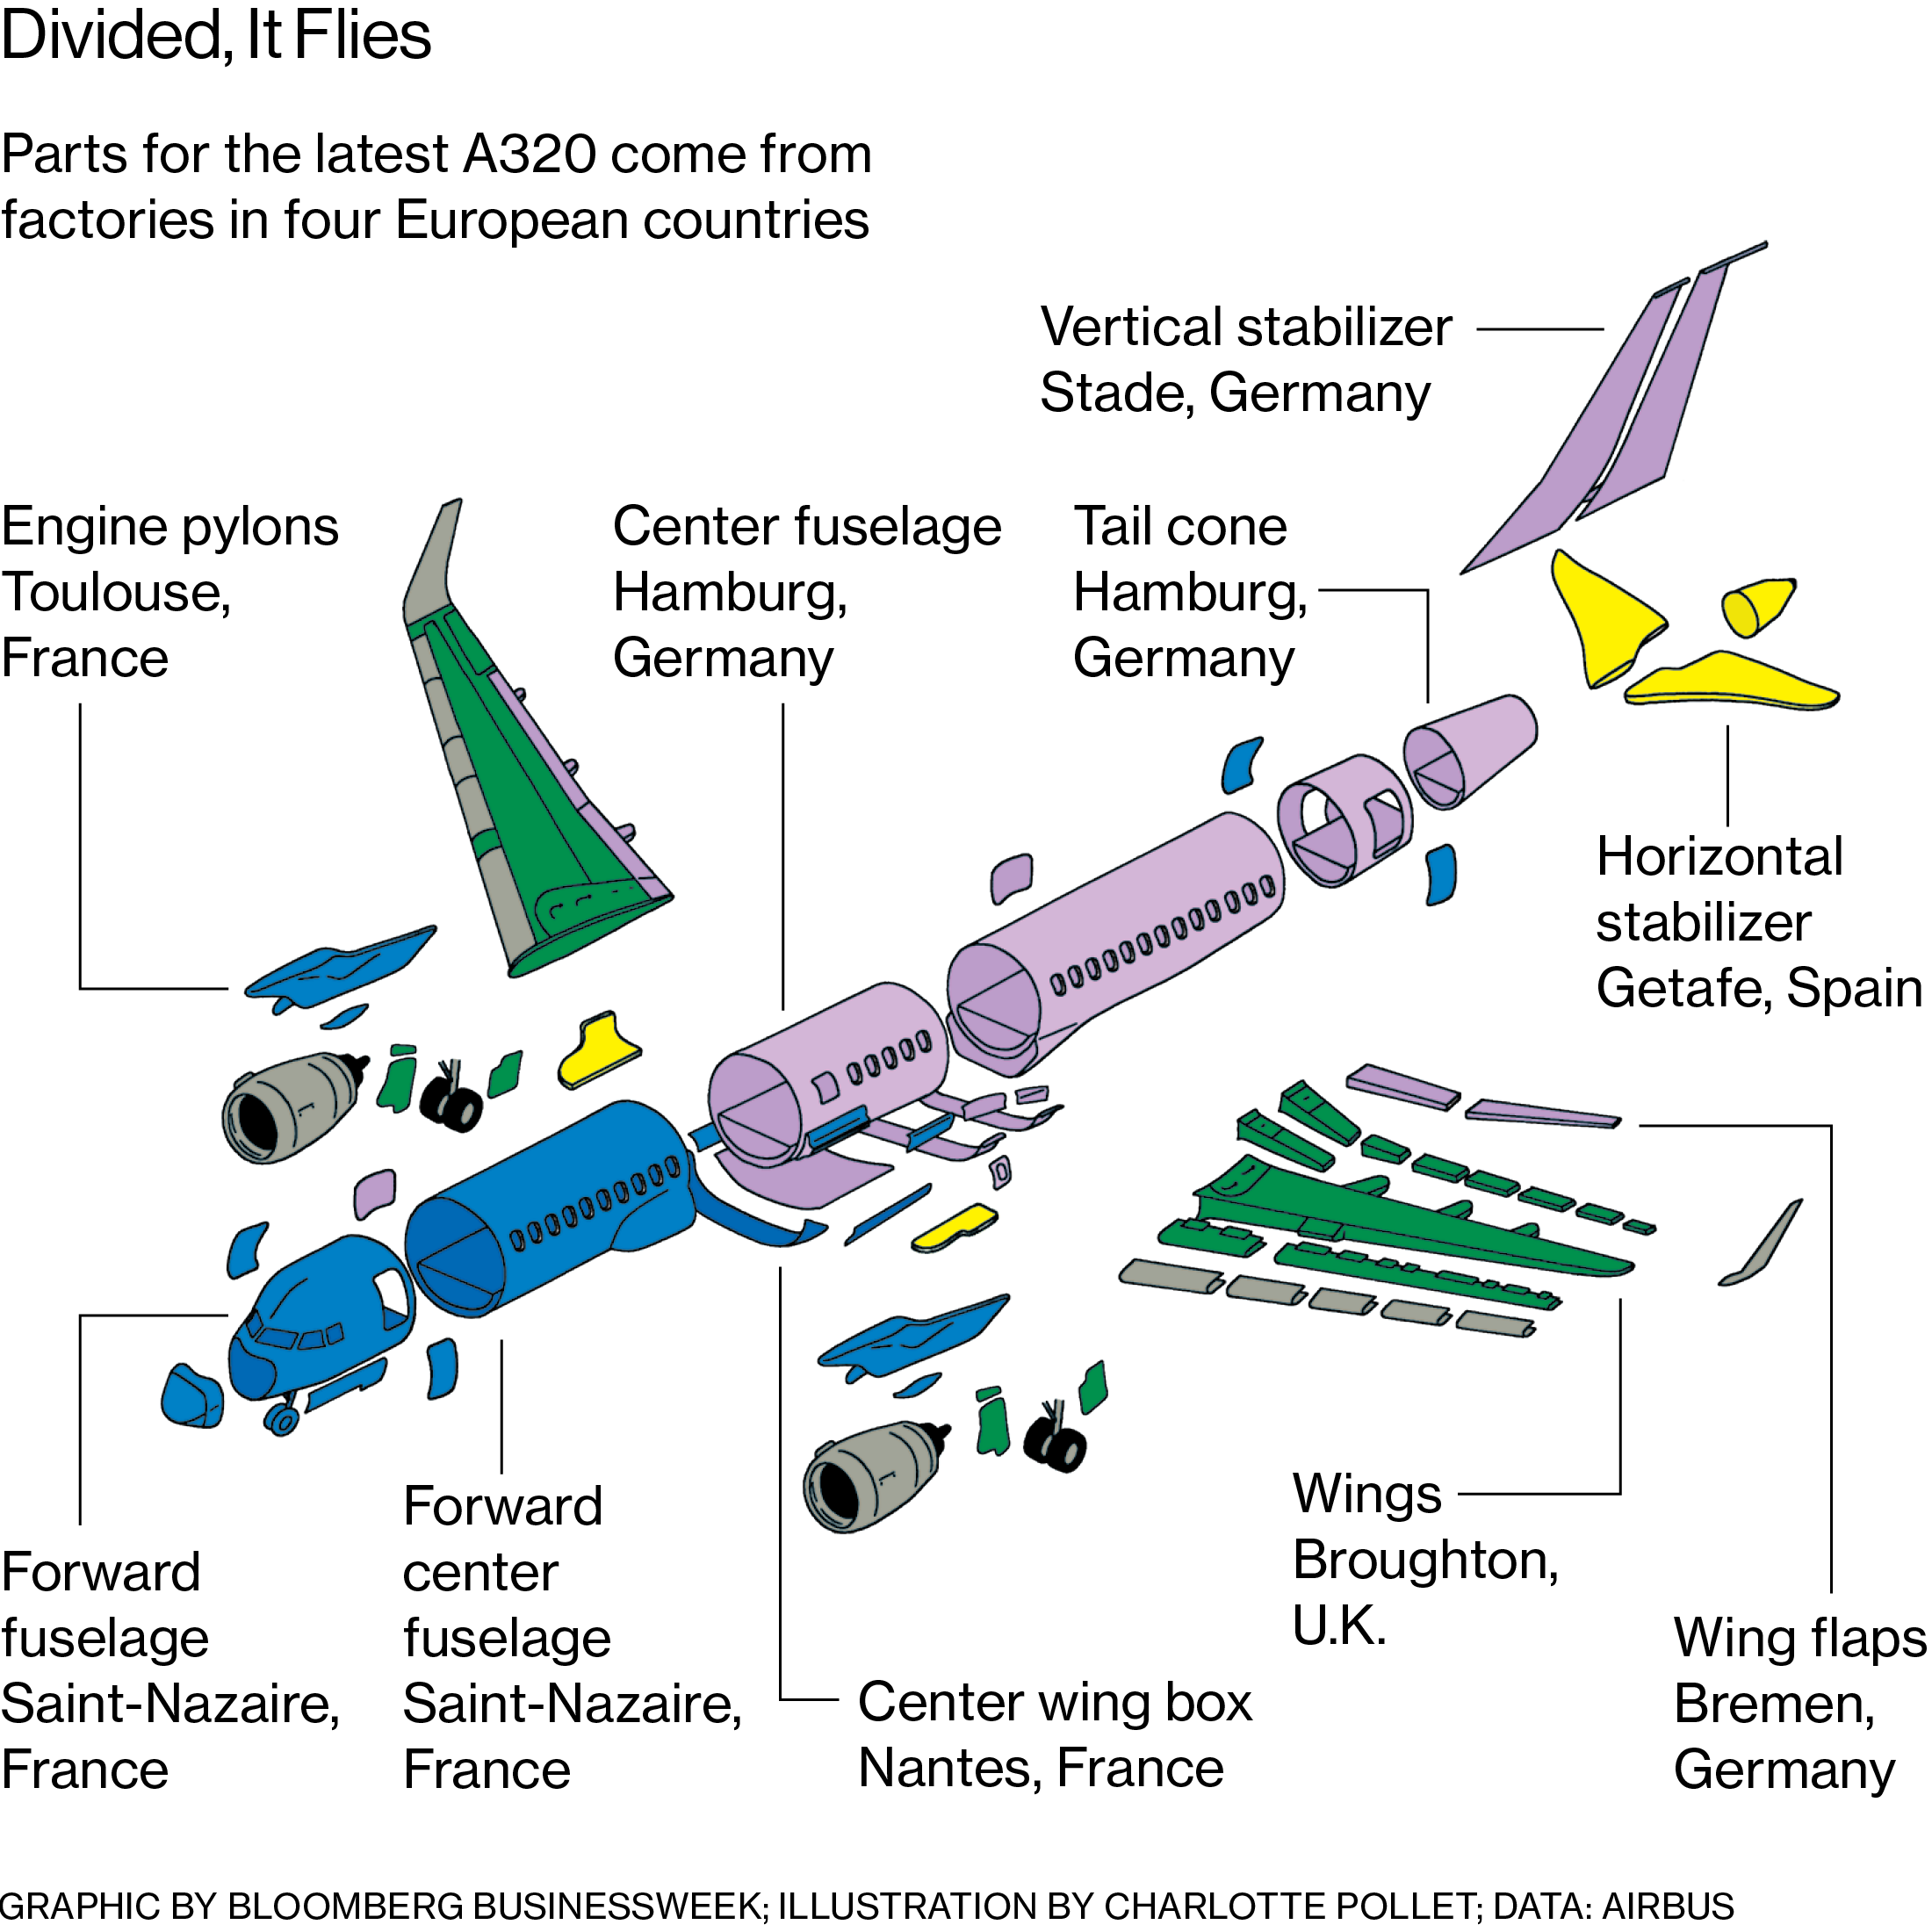 Divided, It Flies
Parts for the latest A320 come from
factories in four European countries
Vertical stabilizer
Stade, Germany
Engine pylons
Toulouse,
France
Center fuselage
Hamburg,
Germany
Tail cone
Hamburg,
Germany
Horizontal
stabilizer
Getafe, Spain
Forward
fuselage
Saint-Nazaire,
France
Forward
center
fuselage
Saint-Nazaire,
France
Center wing box
Nantes, France
Wings
Broughton,
U.K.
Wing flaps
Bremen,
Germany
GRAPHIC BY BLOOMBERG BUSINESSWEEK; ILLUSTRATION BY CHARLOTTE POLLET; DATA: AIRBUS